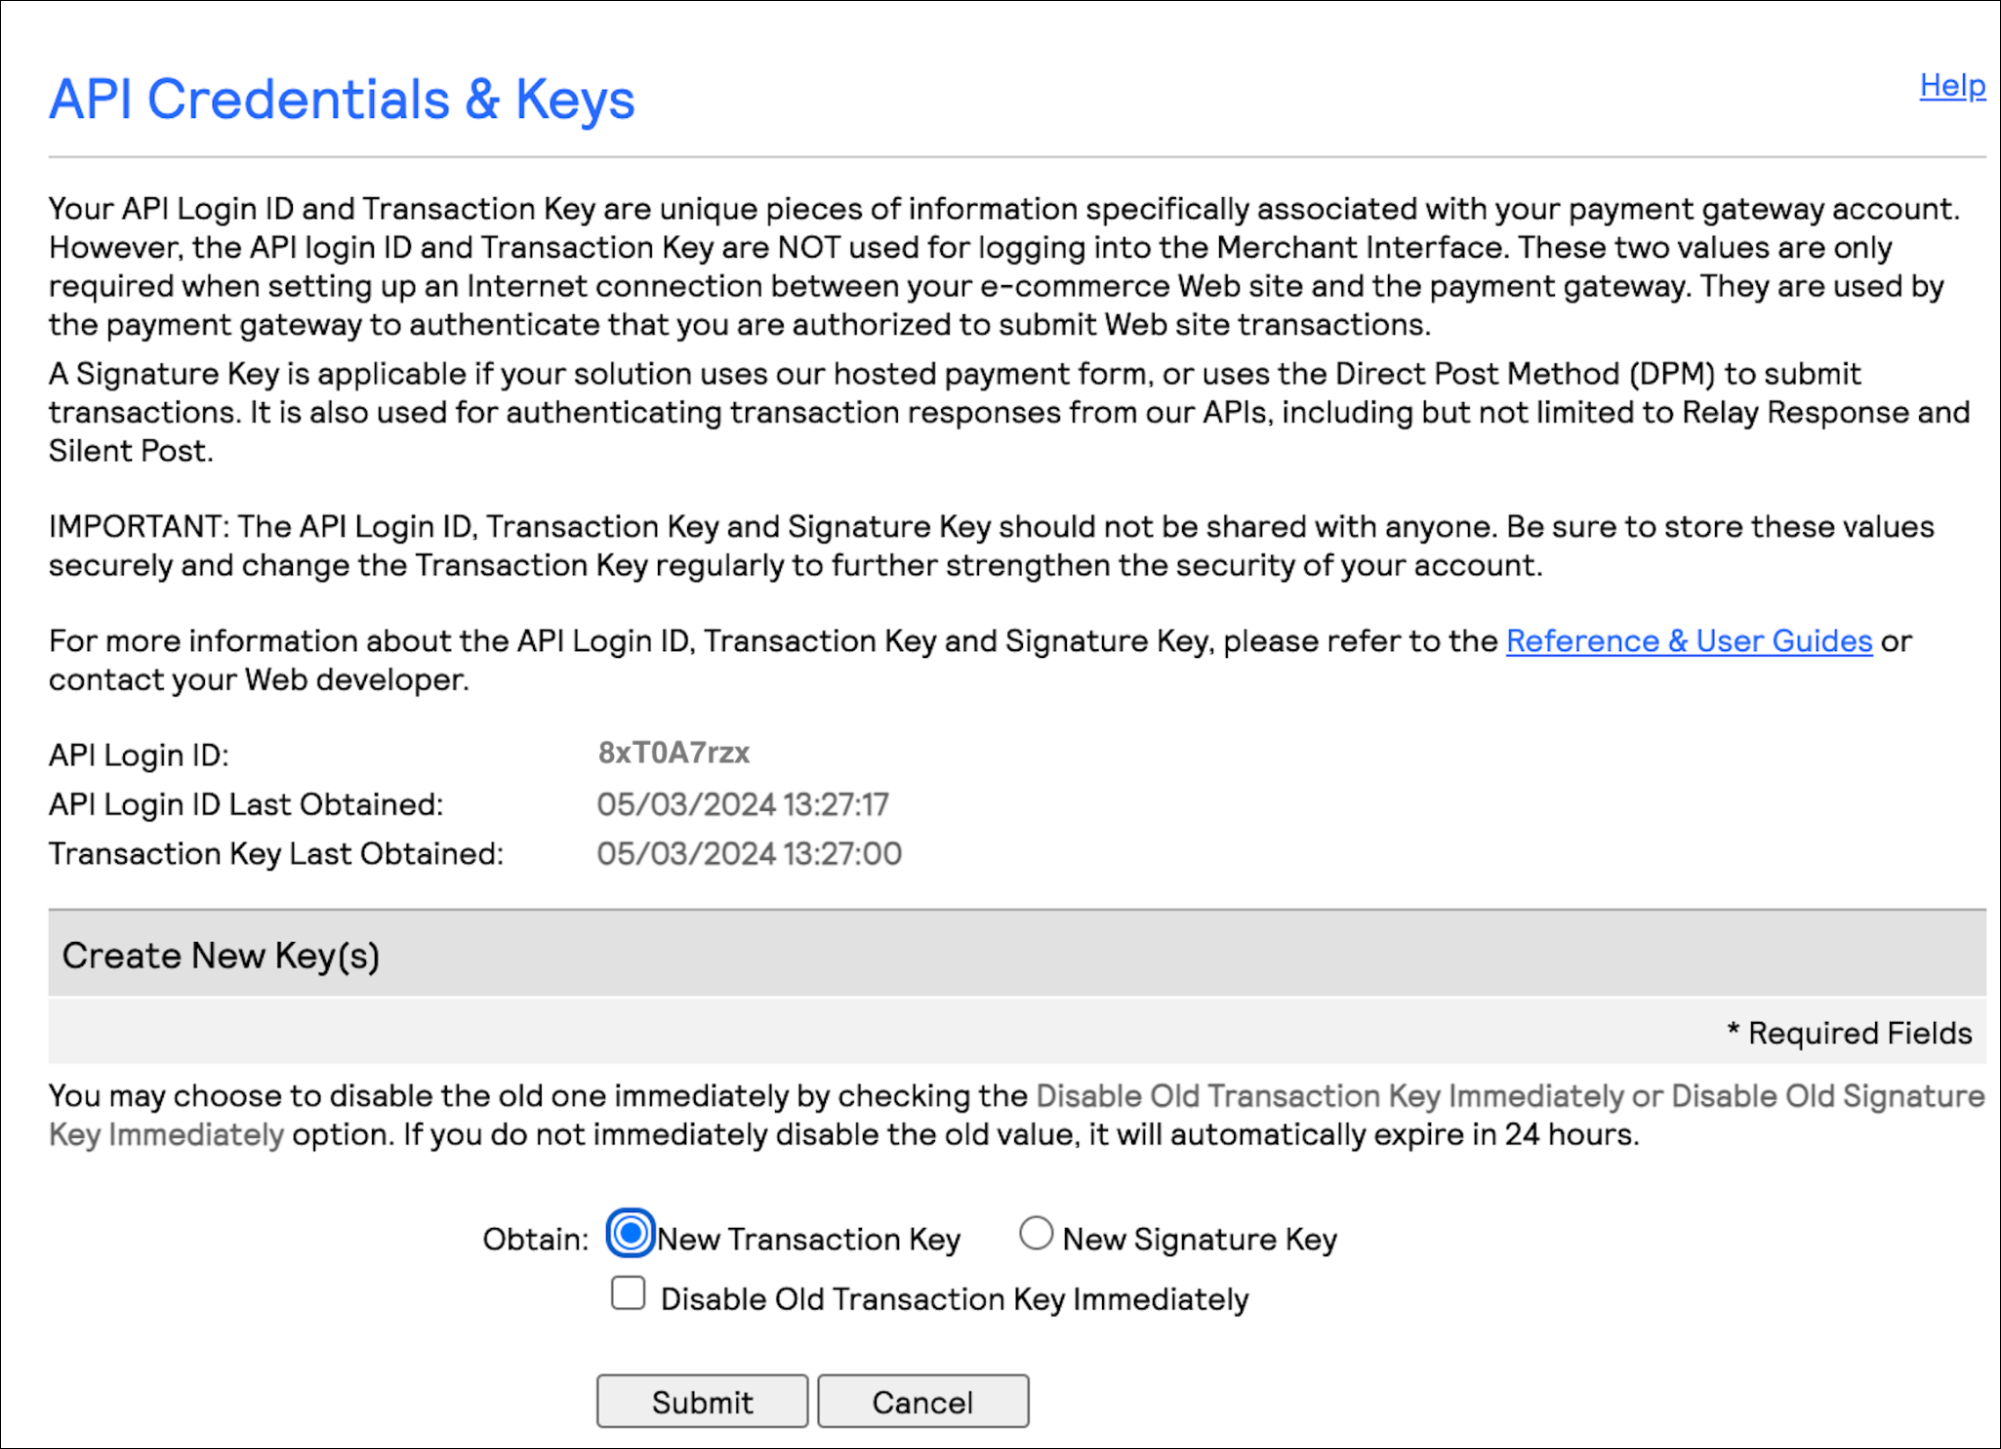 API Credentials & Keys
Help
Your API Login ID and Transaction Key are unique pieces of information specifically associated with your payment gateway account.
However, the API login ID and Transaction Key are NOT used for logging into the Merchant Interface. These two values are only
required when setting up an Internet connection between your e-commerce Web site and the payment gateway. They are used by
the payment gateway to authenticate that you are authorized to submit Web site transactions.
A Signature Key is applicable if your solution uses our hosted payment form, or uses the Direct Post Method (DPM) to submit
transactions. It is also used for authenticating transaction responses from our APIs, including but not limited to Relay Response and
Silent Post.
IMPORTANT: The API Login ID, Transaction Key and Signature Key should not be shared with anyone. Be sure to store these values
securely and change the Transaction Key regularly to further strengthen the security of your account.
For more information about the API Login ID, Transaction Key and Signature Key, please refer to the Reference & User Guides or
contact your Web developer.
API Login ID: 8xT0A7rzx
API Login ID Last Obtained: 05/03/2024 13:27:17
Transaction Key Last Obtained: 05/03/2024 13:27:00
Create New Key(s)
* Required Fields
You may choose to disable the old one immediately by checking the Disable Old Transaction Key Immediately or Disable Old Signature
Key Immediately option. If you do not immediately disable the old value, it will automatically expire in 24 hours.
Obtain: New Transaction Key New Signature Key
Disable Old Transaction Key Immediately
Submit Cancel